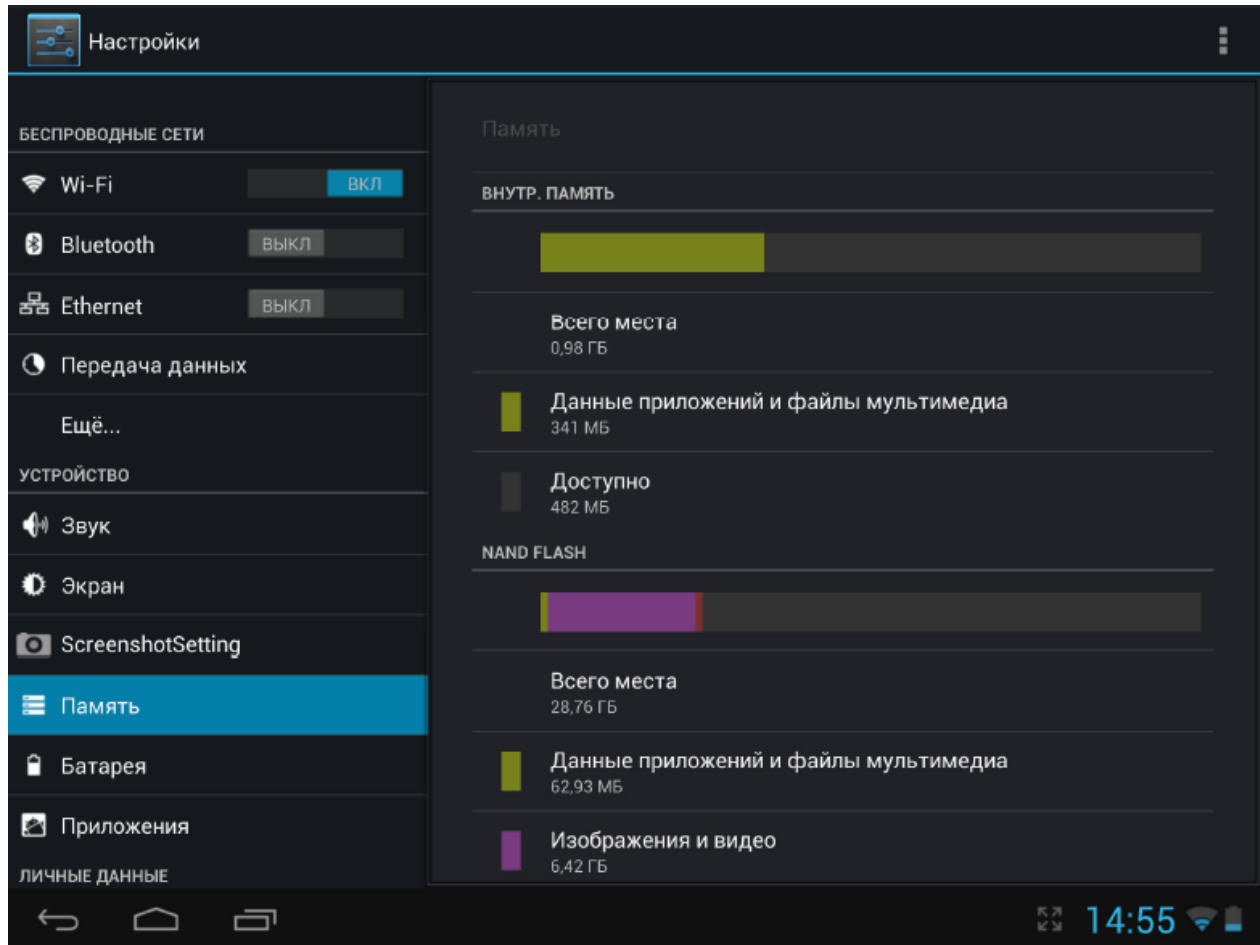 Настройки
БЕСПРОВОДНЫЕ СЕТИ
Wi-Fi ВКЛ
Bluetooth ВЫКЛ
Ethernet ВЫКЛ
Передача данных
Ещё...
УСТРОЙСТВО
Звук
Экран
ScreenshotSetting
Память
Батарея
Приложения
ЛИЧНЫЕ ДАННЫЕ
Память
ВНУТР. ПАМЯТЬ
Всего места
0,98 ГБ
Данные приложений и файлы мультимедиа
341 МБ
Доступно
482 МБ
NAND FLASH
Всего места
28,76 ГБ
Данные приложений и файлы мультимедиа
62,93 МБ
Изображения и видео
6,42 ГБ
14:55